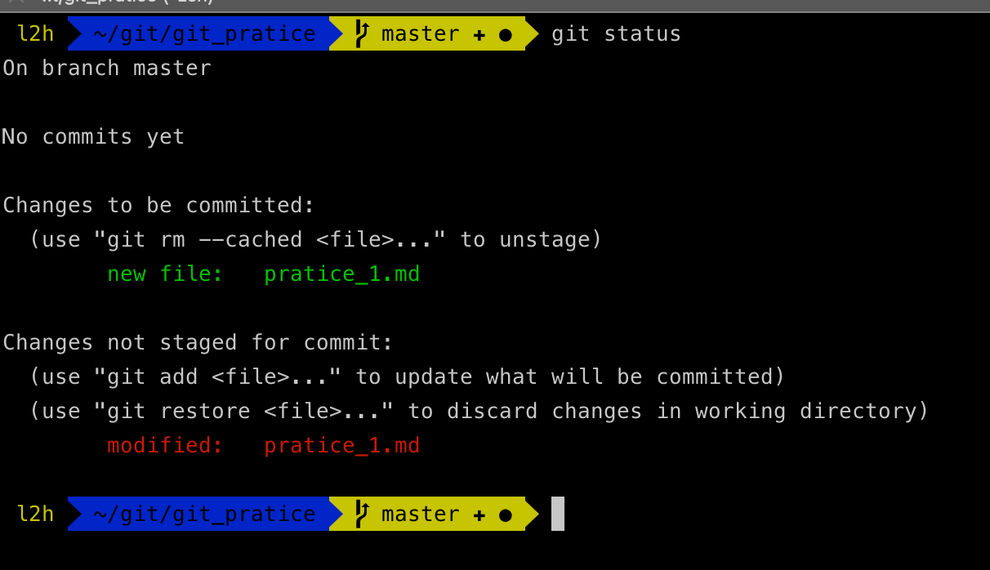 l2h ~/git/git_pratice master + ● git status
On branch master
No commits yet
Changes to be committed:
(use "git rm --cached <file>..." to unstage)
new file: pratice_1.md
Changes not staged for commit:
(use "git add <file>..." to update what will be committed)
(use "git restore <file>..." to discard changes in working directory)
modified: pratice_1.md
l2h ~/git/git_pratice master + ●